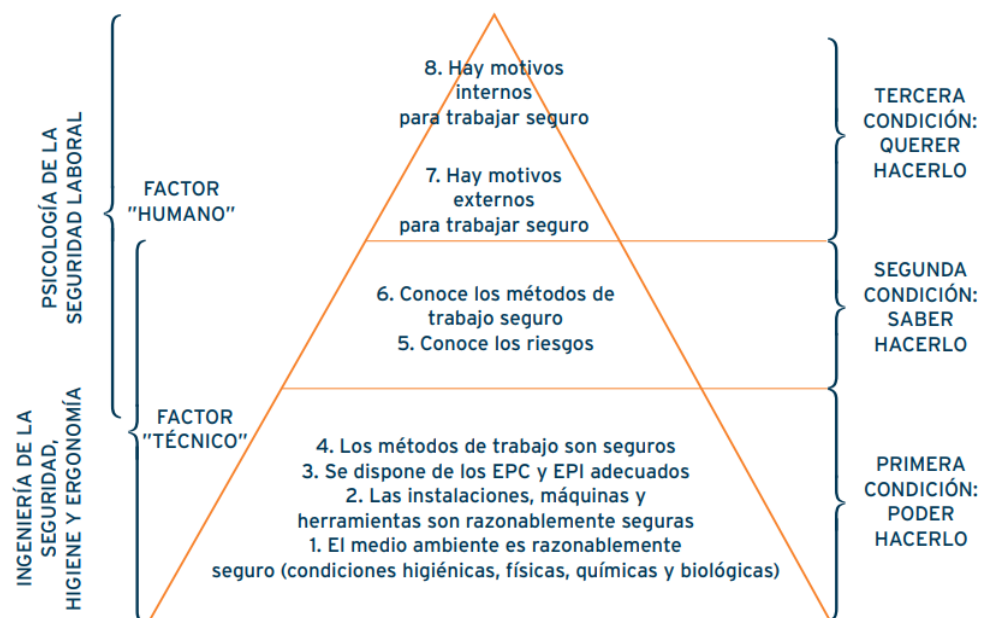 PSICOLOGÍA DE LA
SEGURIDAD LABORAL
INGENIERÍA DE LA
SEGURIDAD,
HIGIENE Y ERGONOMÍA
FACTOR
"HUMANO"
FACTOR
"TÉCNICO"
8. Hay motivos
internos
para trabajar seguro
7. Hay motivos
externos
para trabajar seguro
6. Conoce los métodos de
trabajo seguro
5. Conoce los riesgos
4. Los métodos de trabajo son seguros
3. Se dispone de los EPC y EPI adecuados
2. Las instalaciones, máquinas y
herramientas son razonablemente seguras
1. El medio ambiente es razonablemente
seguro (condiciones higiénicas, físicas, químicas y biológicas)
TERCERA
CONDICIÓN:
QUERER
HACERLO
SEGUNDA
CONDICIÓN:
SABER
HACERLO
PRIMERA
CONDICIÓN:
PODER
HACERLO